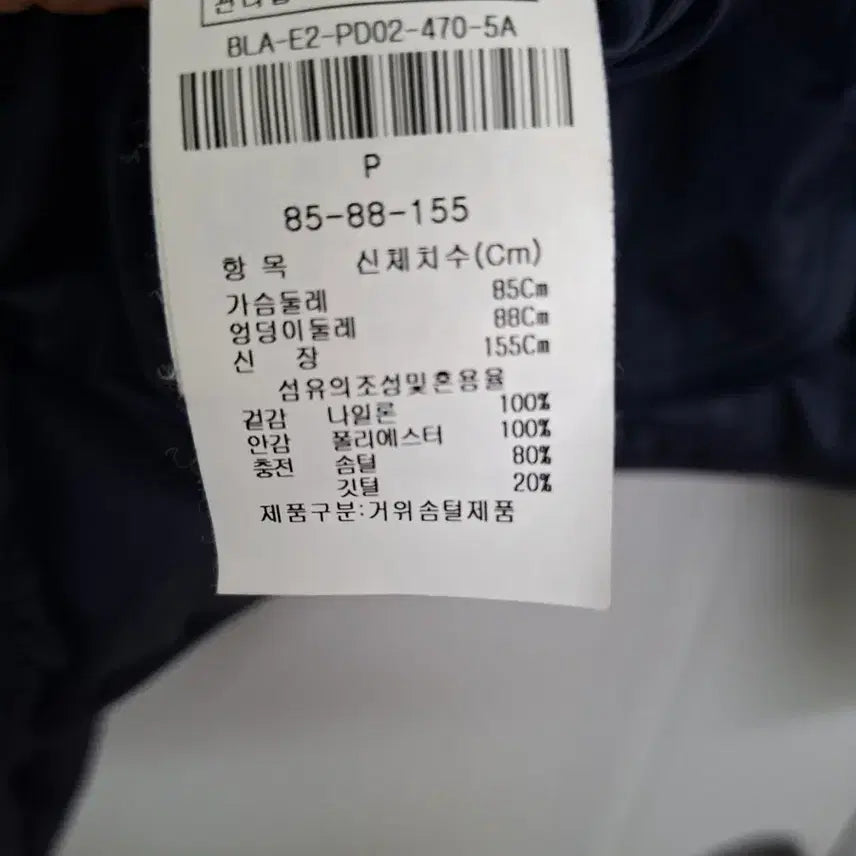 BLA-E2-PD02-470-5A
P
85-88-155
항 목 신체치수(Cm)
가슴둘레 85Cm
엉덩이둘레 88Cm
신 장 155Cm
섬유의조성및혼용율
겉감 나일론 100%
안감 폴리에스터 100%
충전 솜털 80%
깃털 20%
제품구분:거위솜털제품